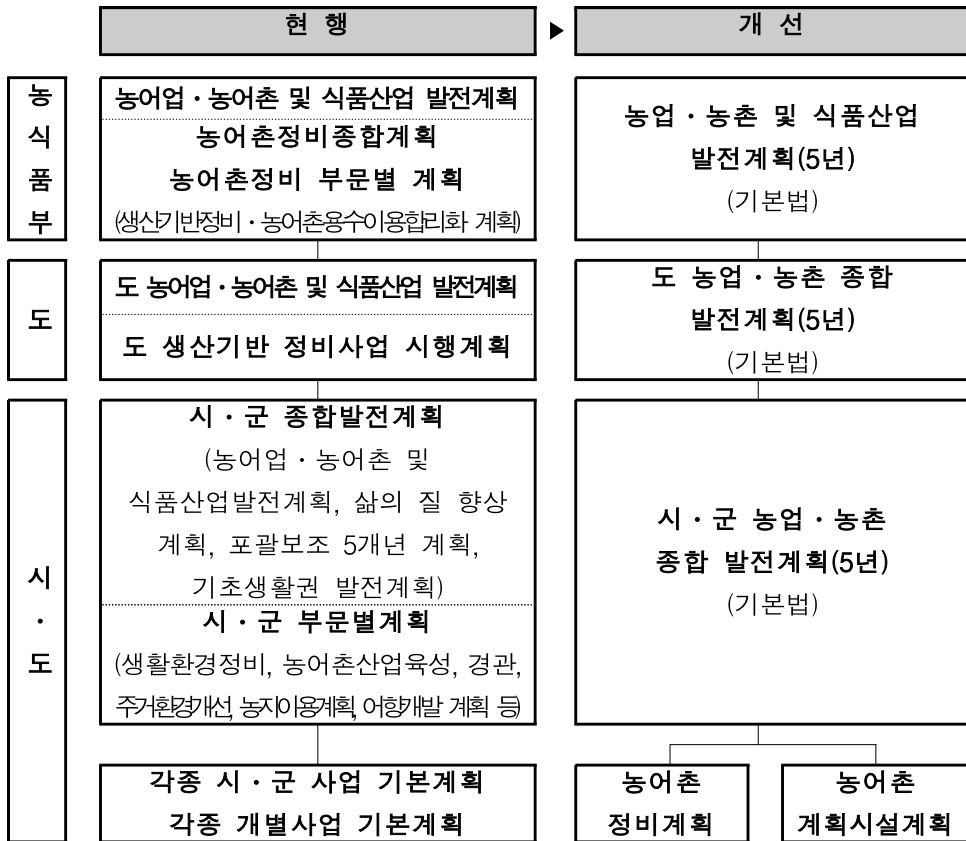 현 행
▶
개 선
농
식
품
부
농어업・농어촌 및 식품산업 발전계획
농어촌정비종합계획
농어촌정비 부문별 계획
(생산기반정비・농어촌용수이용합리화 계획)
농업・농촌 및 식품산업
발전계획(5년)
(기본법)
도
도 농어업・농어촌 및 식품산업 발전계획
도 생산기반 정비사업 시행계획
도 농업・농촌 종합
발전계획(5년)
(기본법)
시
・
도
시・군 종합발전계획
(농어업・농어촌 및
식품산업발전계획, 삶의 질 향상
계획, 포괄보조 5개년 계획,
기초생활권 발전계획)
시・군 부문별계획
(생활환경정비, 농어촌산업육성, 경관,
주거환경개선, 농지이용계획, 어항개발 계획 등)
시・군 농업・농촌
종합 발전계획(5년)
(기본법)
각종 시・군 사업 기본계획
각종 개별사업 기본계획
농어촌
정비계획
농어촌
계획시설계획